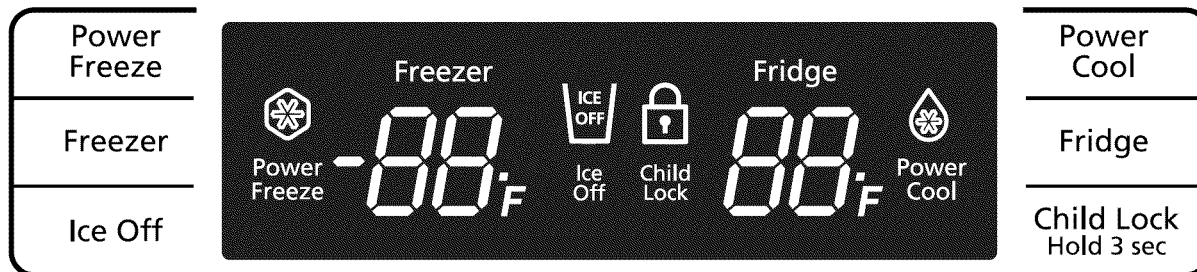 Power
Freeze
Freezer
Ice Off
Freezer
Power
Freeze
-88°F
ICE
OFF
Ice
Off
Child
Lock
Fridge
88°F
Power
Cool
Power
Cool
Fridge
Child Lock
Hold 3 sec